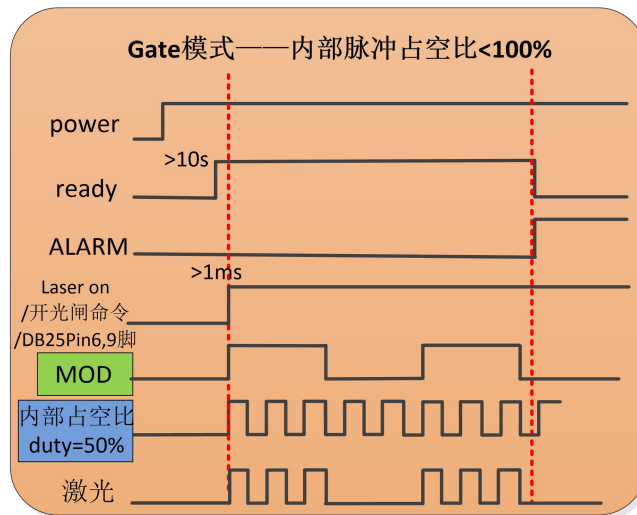 Gate模式——内部脉冲占空比<100%
power
>10s
ready
ALARM
>1ms
Laser on
/开光闸命令
/DB25Pin6,9脚
MOD
内部占空比
duty=50%
激光